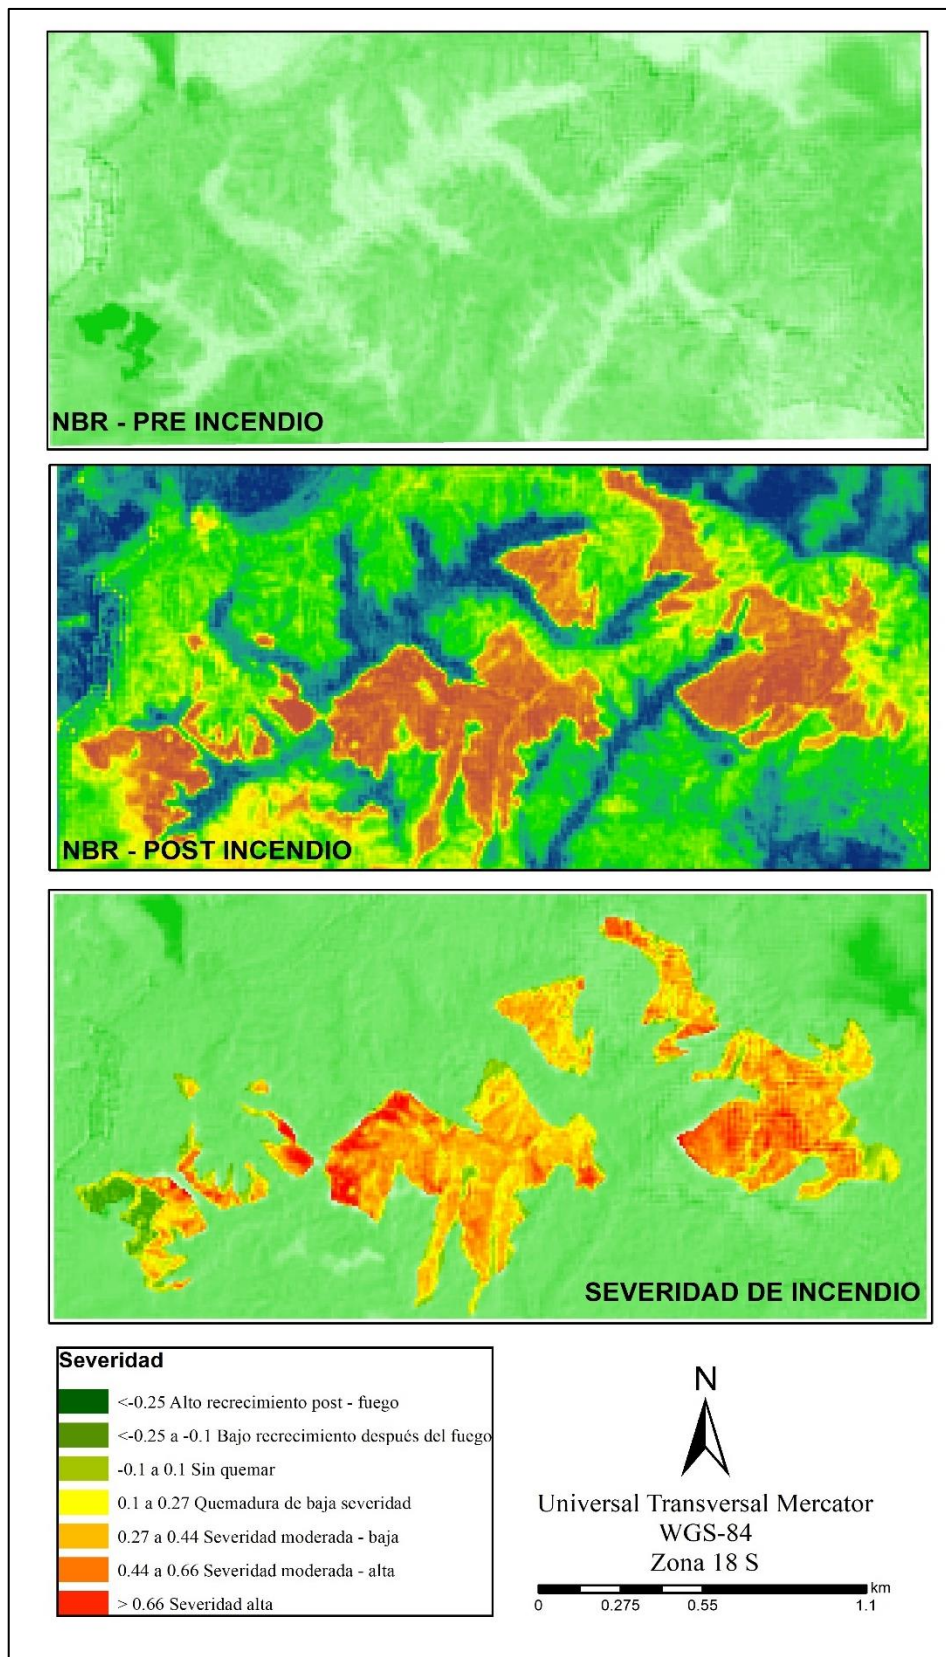 NBR - PRE INCENDIO
NBR - POST INCENDIO
SEVERIDAD DE INCENDIO
Severidad
<-0.25 Alto recrecimiento post - fuego
<-0.25 a -0.1 Bajo recrecimiento después del fuego
-0.1 a 0.1 Sin quemar
0.1 a 0.27 Quemadura de baja severidad
0.27 a 0.44 Severidad moderada - baja
0.44 a 0.66 Severidad moderada - alta
> 0.66 Severidad alta
N
Universal Transversal Mercator
WGS-84
Zona 18 S
km
0 0.275 0.55 1.1